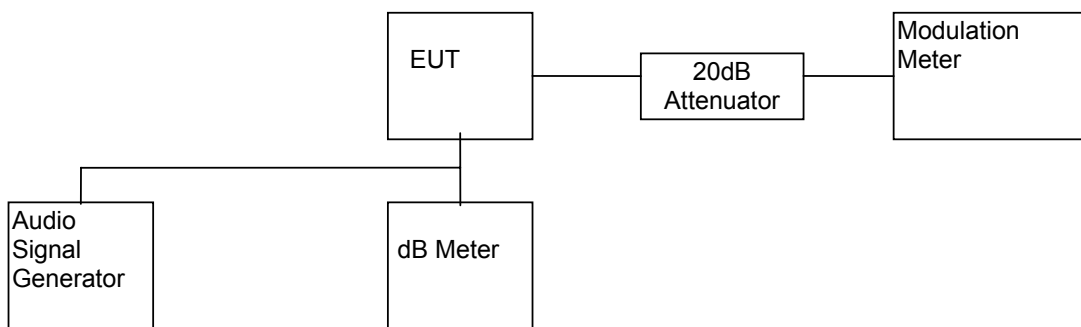 EUT
20dB
Attenuator
Modulation
Meter
Audio
Signal
Generator
dB Meter